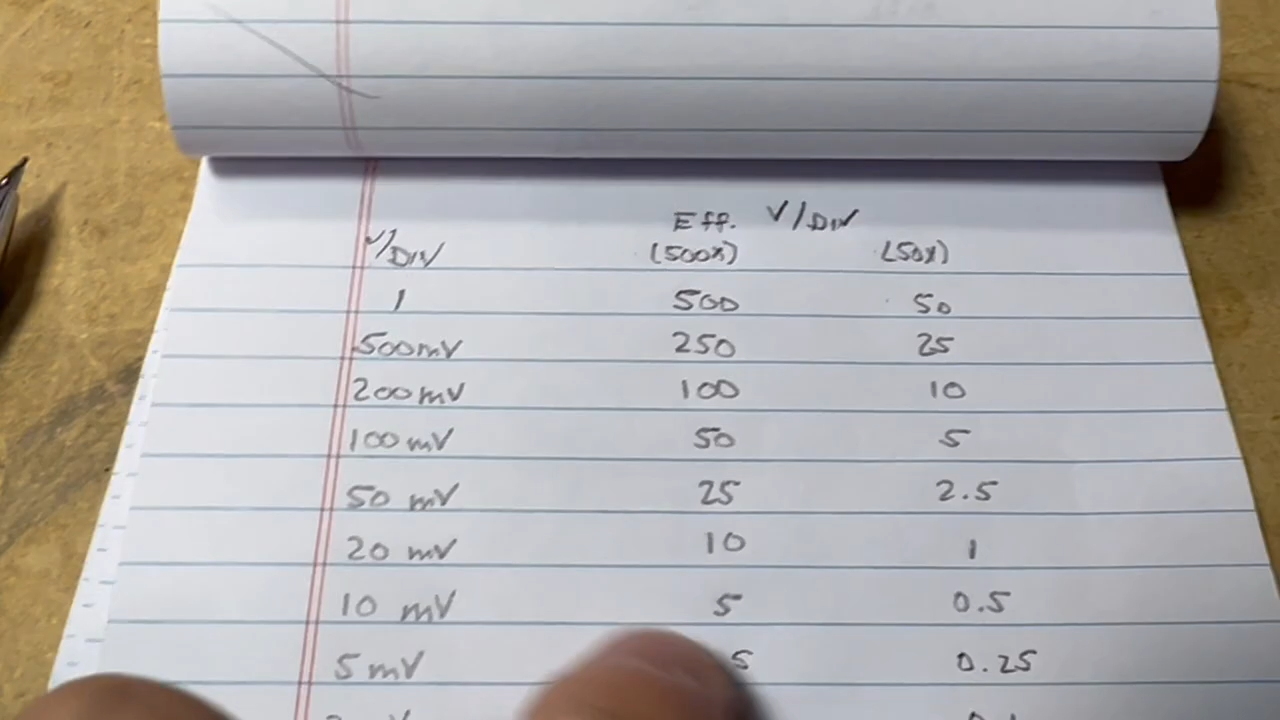 Eff. V/DIV
V/DIV (500x) (50x)
1 500 50
500mV 250 25
200mV 100 10
100mV 50 5
50 mV 25 2.5
20 mV 10 1
10 mV 5 0.5
5mV 5 0.25